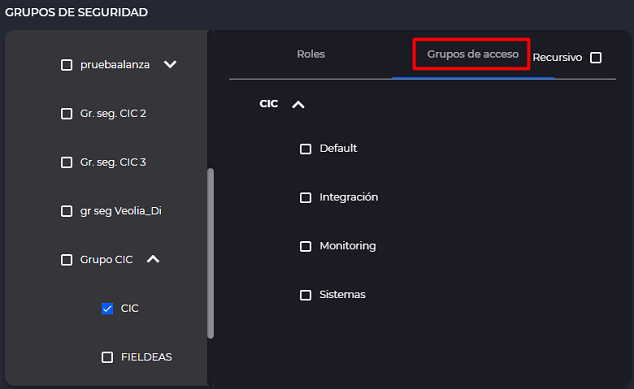 GRUPOS DE SEGURIDAD
pruebaalanza
Gr. seg. CIC 2
Gr. seg. CIC 3
gr seg Veolia_Di
Grupo CIC
CIC
FIELDEAS
Roles
Grupos de acceso
Recursivo
CIC
Default
Integración
Monitoring
Sistemas